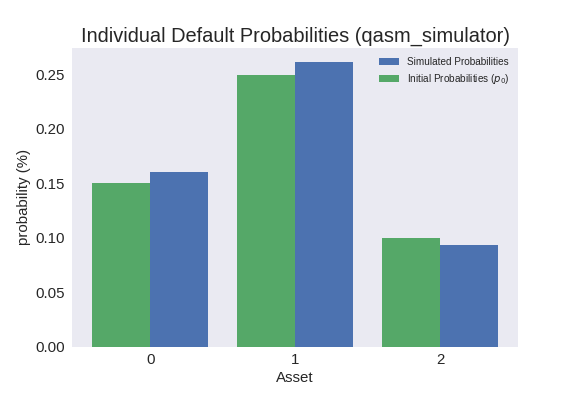 Individual Default Probabilities (qasm_simulator)
Simulated Probabilities
Initial Probabilities (p₀)
probability (%)
0.25
0.20
0.15
0.10
0.05
0.00
0 1 2
Asset